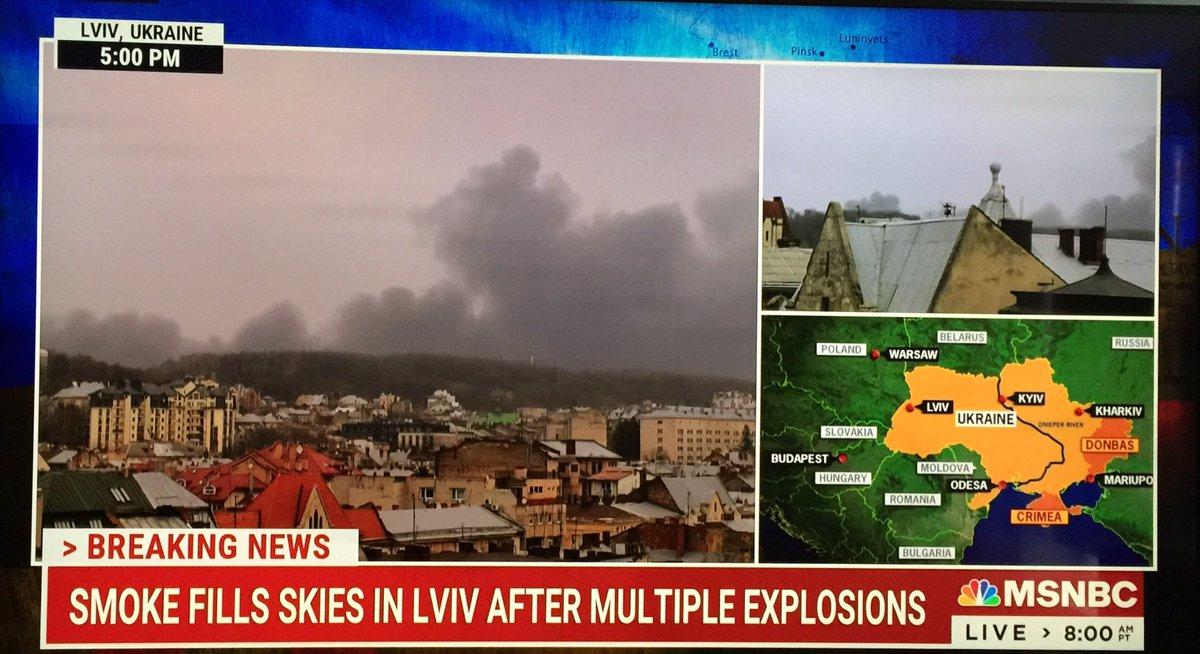 LVIV, UKRAINE
5:00 PM
Brest
Pinsk
Luninyets
POLAND
WARSAW
BELARUS
RUSSIA
LVIV
KYIV
UKRAINE
KHARKIV
DNIEPER RIVER
SLOVAKIA
DONBAS
BUDAPEST
HUNGARY
MOLDOVA
ODESA
MARIUPO
ROMANIA
CRIMEA
BULGARIA
> BREAKING NEWS
SMOKE FILLS SKIES IN LVIV AFTER MULTIPLE EXPLOSIONS
MSNBC
LIVE > 8:00 AM PT